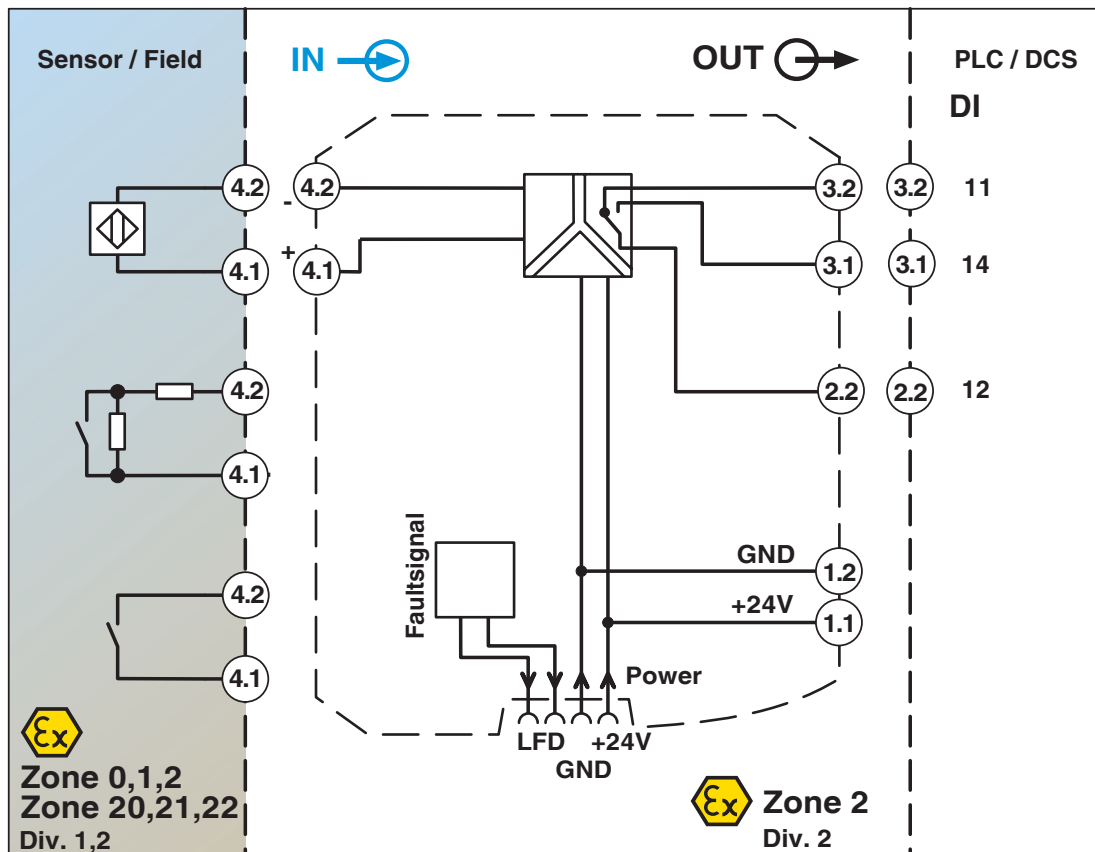 Sensor / Field
IN
OUT
PLC / DCS
DI
4.2
4.2
3.2
3.2
11
-
+
4.1
4.1
3.1
3.1
14
4.2
2.2
2.2
12
4.1
Faultsignal
GND
1.2
4.2
+24V
1.1
4.1
Power
LFD
+24V
GND
Ex
Zone 0,1,2
Zone 20,21,22
Div. 1,2
Ex
Zone 2
Div. 2